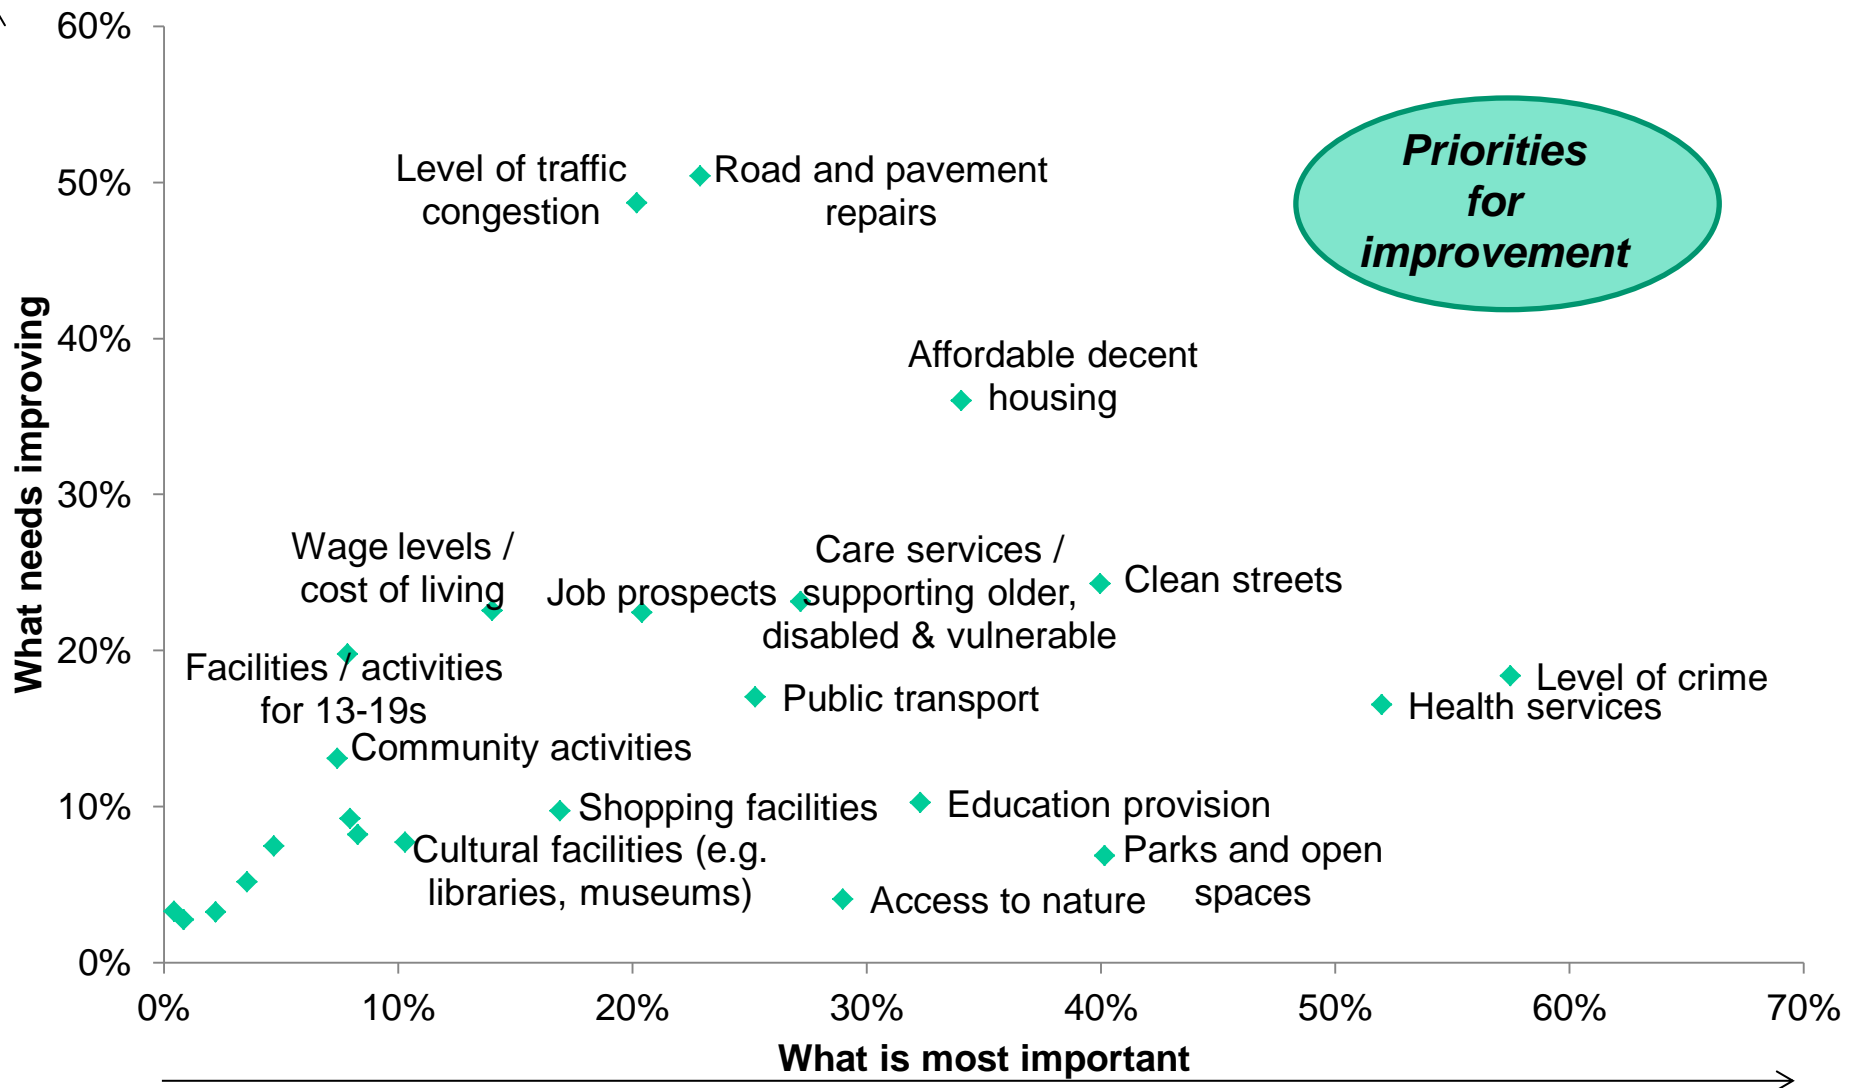 60%
50%
40%
30%
20%
10%
0%
What needs improving
Level of traffic
congestion
Road and pavement
repairs
Priorities
for
improvement
Affordable decent
housing
Wage levels /
cost of living
Job prospects
Care services /
supporting older,
disabled & vulnerable
Clean streets
Facilities / activities
for 13-19s
Public transport
Level of crime
Health services
Community activities
Shopping facilities
Education provision
Cultural facilities (e.g.
libraries, museums)
Parks and open
spaces
Access to nature
0%
10%
20%
30%
40%
50%
60%
70%
What is most important